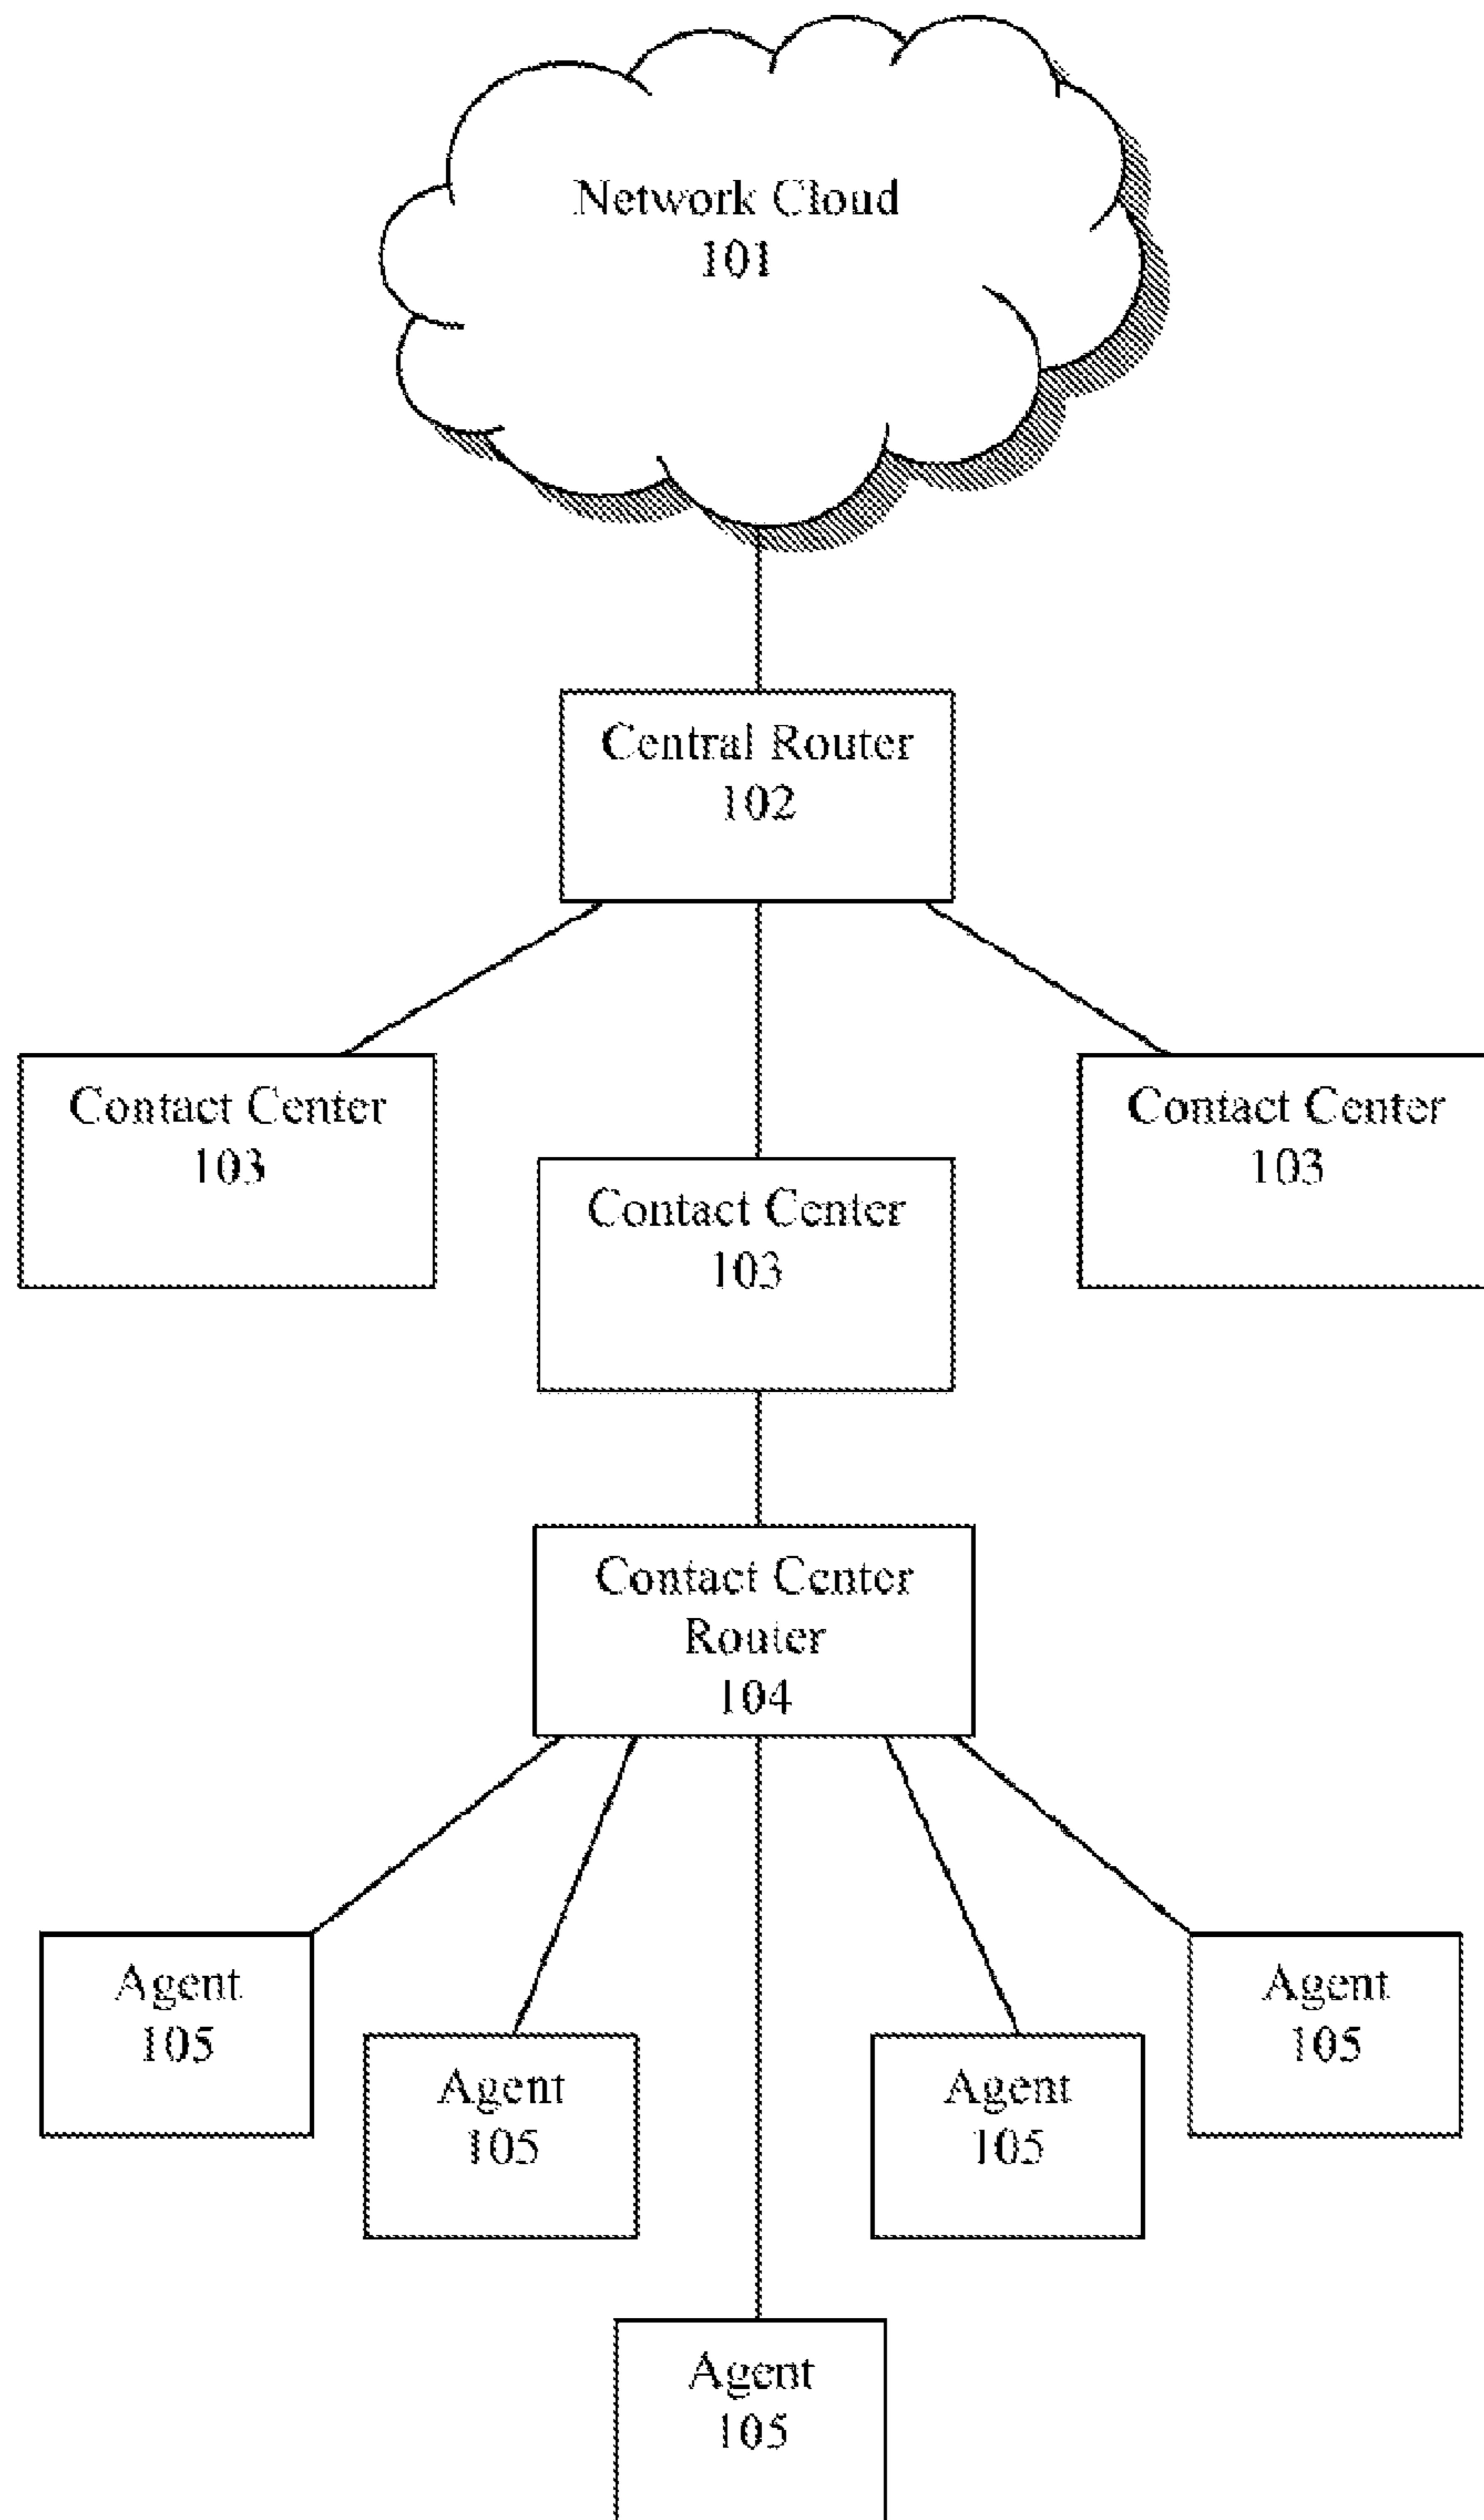 Network Cloud
101
Central Router
102
Contact Center
103
Contact Center
103
Contact Center
103
Contact Center
Router
104
Agent
105
Agent
105
Agent
105
Agent
105
Agent
105